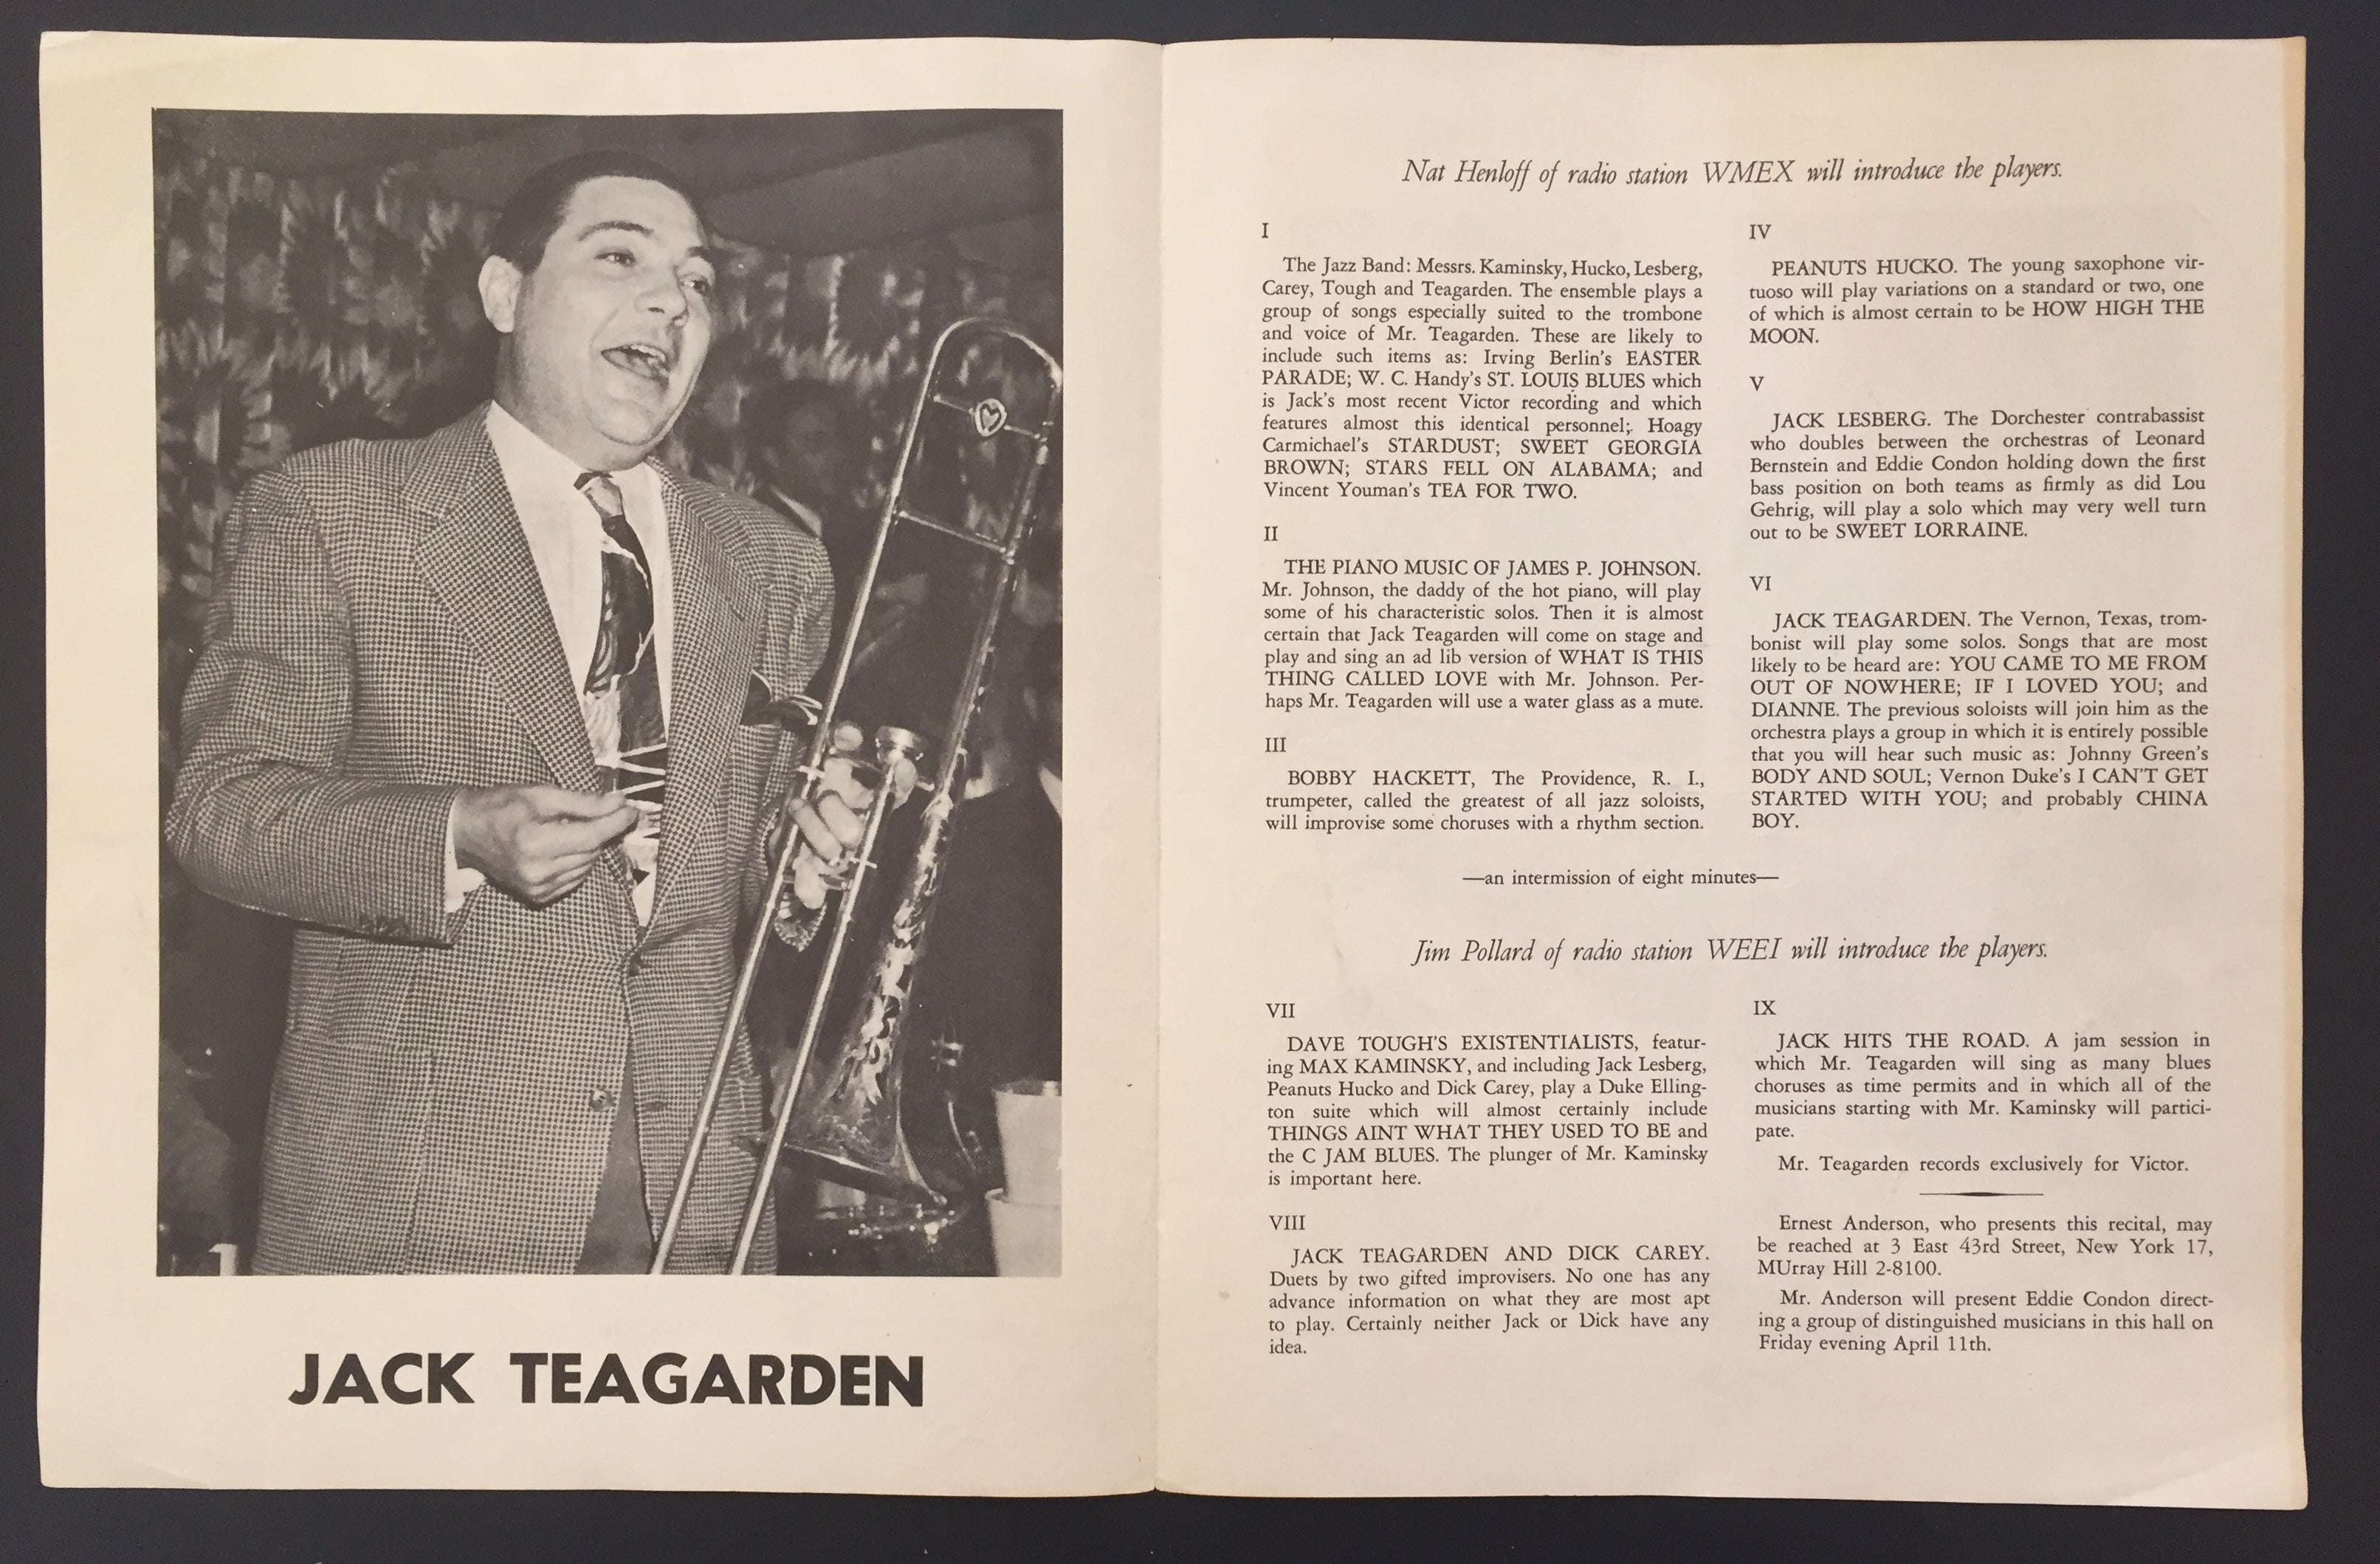 JACK TEAGARDEN
Nat Henloff of radio station WMEX will introduce the players.
I
The Jazz Band: Messrs. Kaminsky, Hucko, Lesberg,
Carey, Tough and Teagarden. The ensemble plays a
group of songs especially suited to the trombone
and voice of Mr. Teagarden. These are likely to
include such items as: Irving Berlin's EASTER
PARADE; W. C. Handy's ST. LOUIS BLUES which
is Jack's most recent Victor recording and which
features almost this identical personnel; Hoagy
Carmichael's STARDUST; SWEET GEORGIA
BROWN; STARS FELL ON ALABAMA; and
Vincent Youman's TEA FOR TWO.
II
THE PIANO MUSIC OF JAMES P. JOHNSON.
Mr. Johnson, the daddy of the hot piano, will play
some of his characteristic solos. Then it is almost
certain that Jack Teagarden will come on stage and
play and sing an ad lib version of WHAT IS THIS
THING CALLED LOVE with Mr. Johnson. Per-
haps Mr. Teagarden will use a water glass as a mute.
III
BOBBY HACKETT, The Providence, R. I.,
trumpeter, called the greatest of all jazz soloists,
will improvise some choruses with a rhythm section.
IV
PEANUTS HUCKO. The young saxophone vir-
tuoso will play variations on a standard or two, one
of which is almost certain to be HOW HIGH THE
MOON.
V
JACK LESBERG. The Dorchester contrabassist
who doubles between the orchestras of Leonard
Bernstein and Eddie Condon holding down the first
bass position on both teams as firmly as did Lou
Gehrig, will play a solo which may very well turn
out to be SWEET LORRAINE.
VI
JACK TEAGARDEN. The Vernon, Texas, trom-
bonist will play some solos. Songs that are most
likely to be heard are: YOU CAME TO ME FROM
OUT OF NOWHERE; IF I LOVED YOU; and
DIANNE. The previous soloists will join him as the
orchestra plays a group in which it is entirely possible
that you will hear such music as: Johnny Green's
BODY AND SOUL; Vernon Duke's I CAN'T GET
STARTED WITH YOU; and probably CHINA
BOY.
—an intermission of eight minutes—
Jim Pollard of radio station WEEI will introduce the players.
VII
DAVE TOUGH'S EXISTENTIALISTS, featur-
ing MAX KAMINSKY, and including Jack Lesberg,
Peanuts Hucko and Dick Carey, play a Duke Elling-
ton suite which will almost certainly include
THINGS AINT WHAT THEY USED TO BE and
the C JAM BLUES. The plunger of Mr. Kaminsky
is important here.
VIII
JACK TEAGARDEN AND DICK CAREY.
Duets by two gifted improvisers. No one has any
advance information on what they are most apt
to play. Certainly neither Jack or Dick have any
idea.
IX
JACK HITS THE ROAD. A jam session in
which Mr. Teagarden will sing as many blues
choruses as time permits and in which all of the
musicians starting with Mr. Kaminsky will partici-
pate.
Mr. Teagarden records exclusively for Victor.
Ernest Anderson, who presents this recital, may
be reached at 3 East 43rd Street, New York 17,
MUrray Hill 2-8100.
Mr. Anderson will present Eddie Condon direct-
ing a group of distinguished musicians in this hall on
Friday evening April 11th.